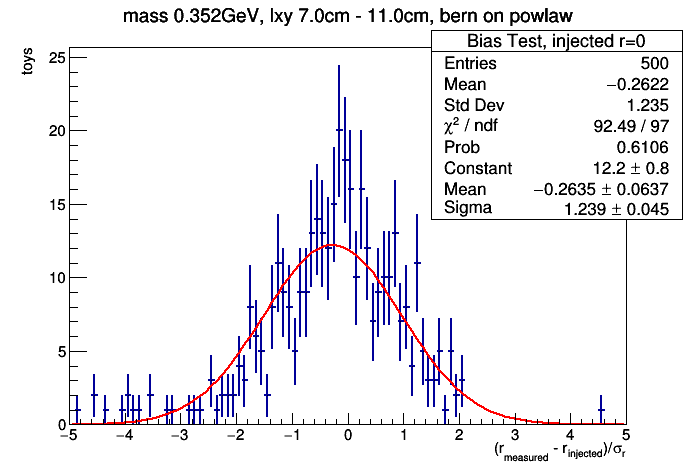 mass 0.352GeV, lxy 7.0cm - 11.0cm, bern on powlaw
Bias Test, injected r=0
Entries 500
Mean −0.2622
Std Dev 1.235
χ² / ndf 92.49 / 97
Prob 0.6106
Constant 12.2 ± 0.8
Mean −0.2635 ± 0.0637
Sigma 1.239 ± 0.045
toys
25
20
15
10
5
0
−5 −4 −3 −2 −1 0 1 2 3 4 5
(r_measured - r_injected)/σ_r